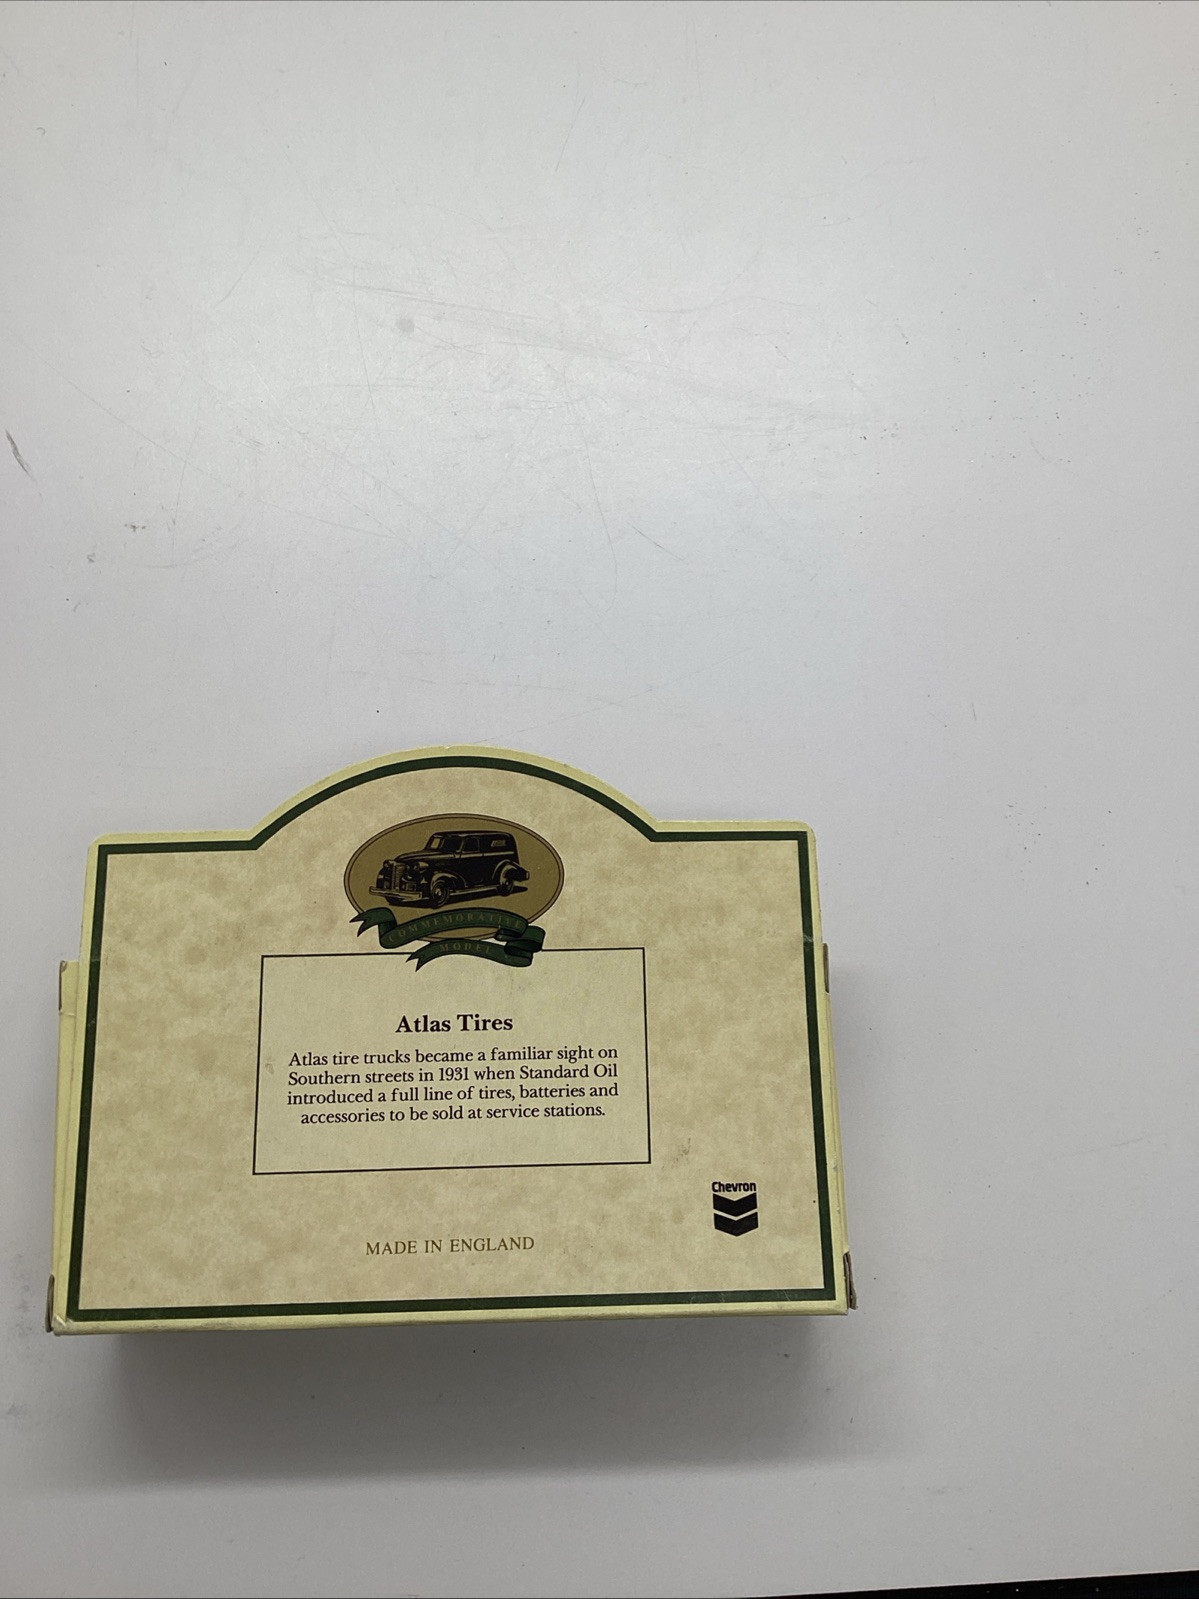 COMMEMORATIVE
MODEL
Atlas Tires
Atlas tire trucks became a familiar sight on
Southern streets in 1931 when Standard Oil
introduced a full line of tires, batteries and
accessories to be sold at service stations.
Chevron
MADE IN ENGLAND